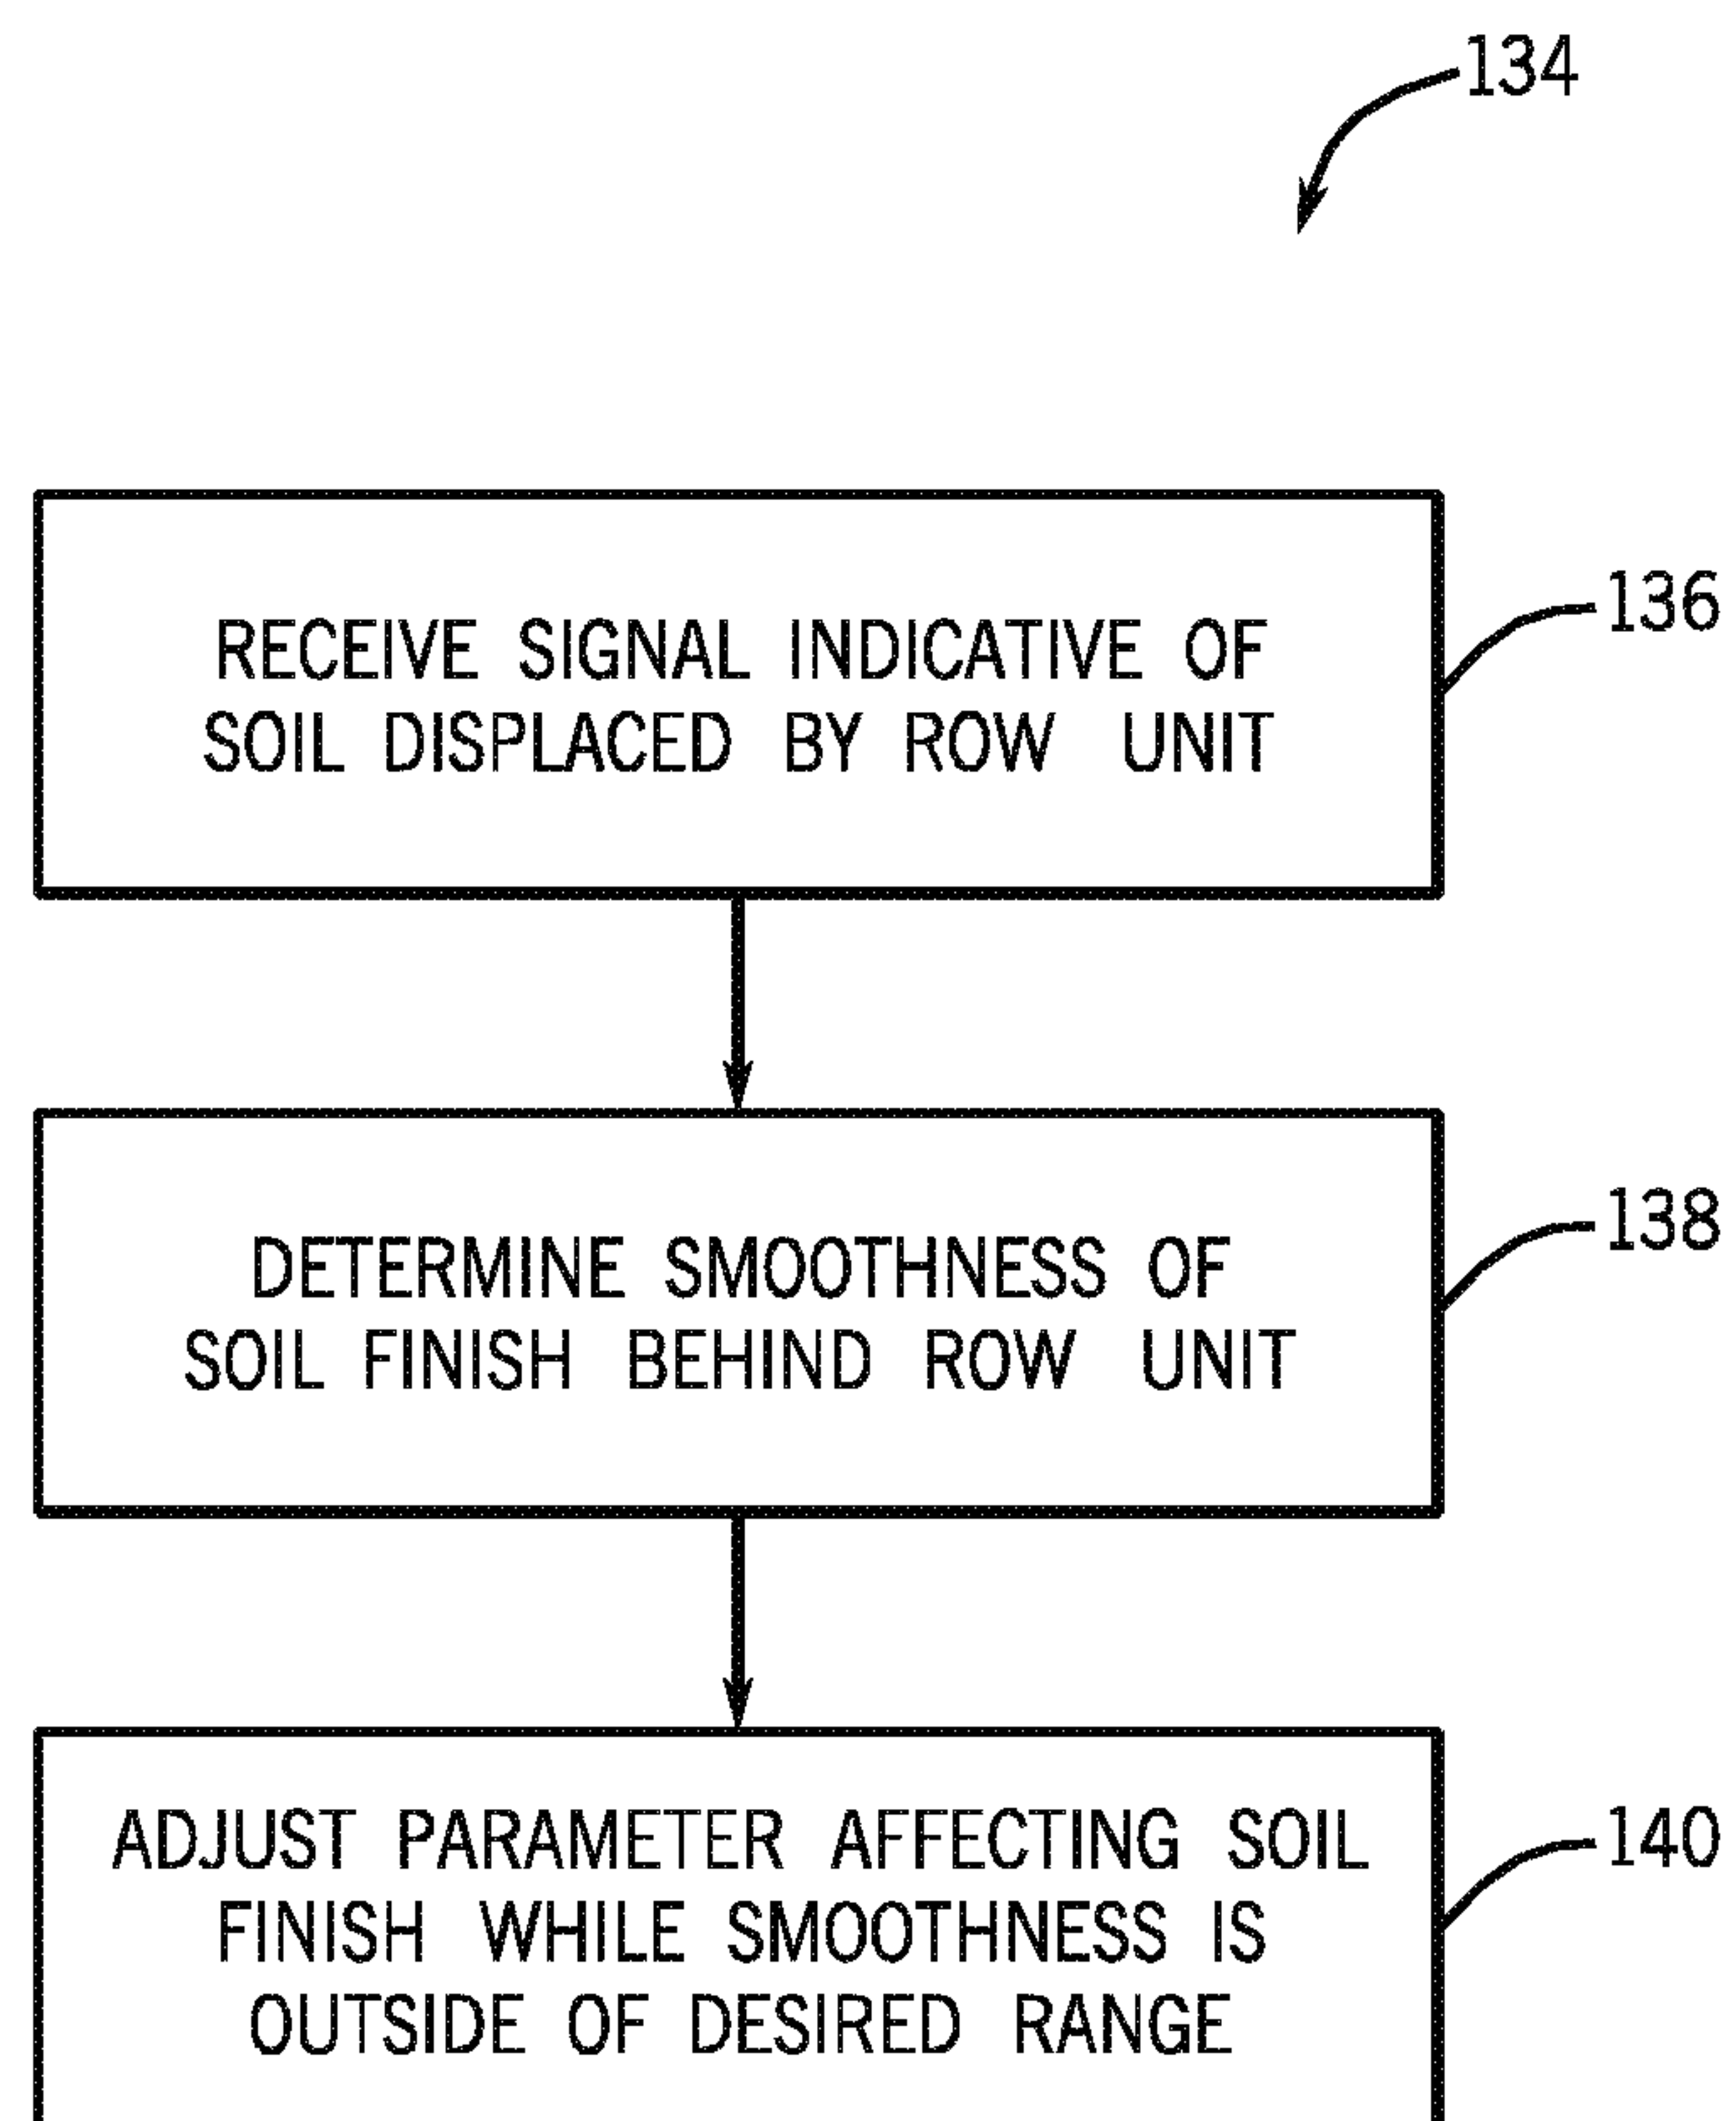 134
RECEIVE SIGNAL INDICATIVE OF
SOIL DISPLACED BY ROW UNIT
136
DETERMINE SMOOTHNESS OF
SOIL FINISH BEHIND ROW UNIT
138
ADJUST PARAMETER AFFECTING SOIL
FINISH WHILE SMOOTHNESS IS
OUTSIDE OF DESIRED RANGE
140